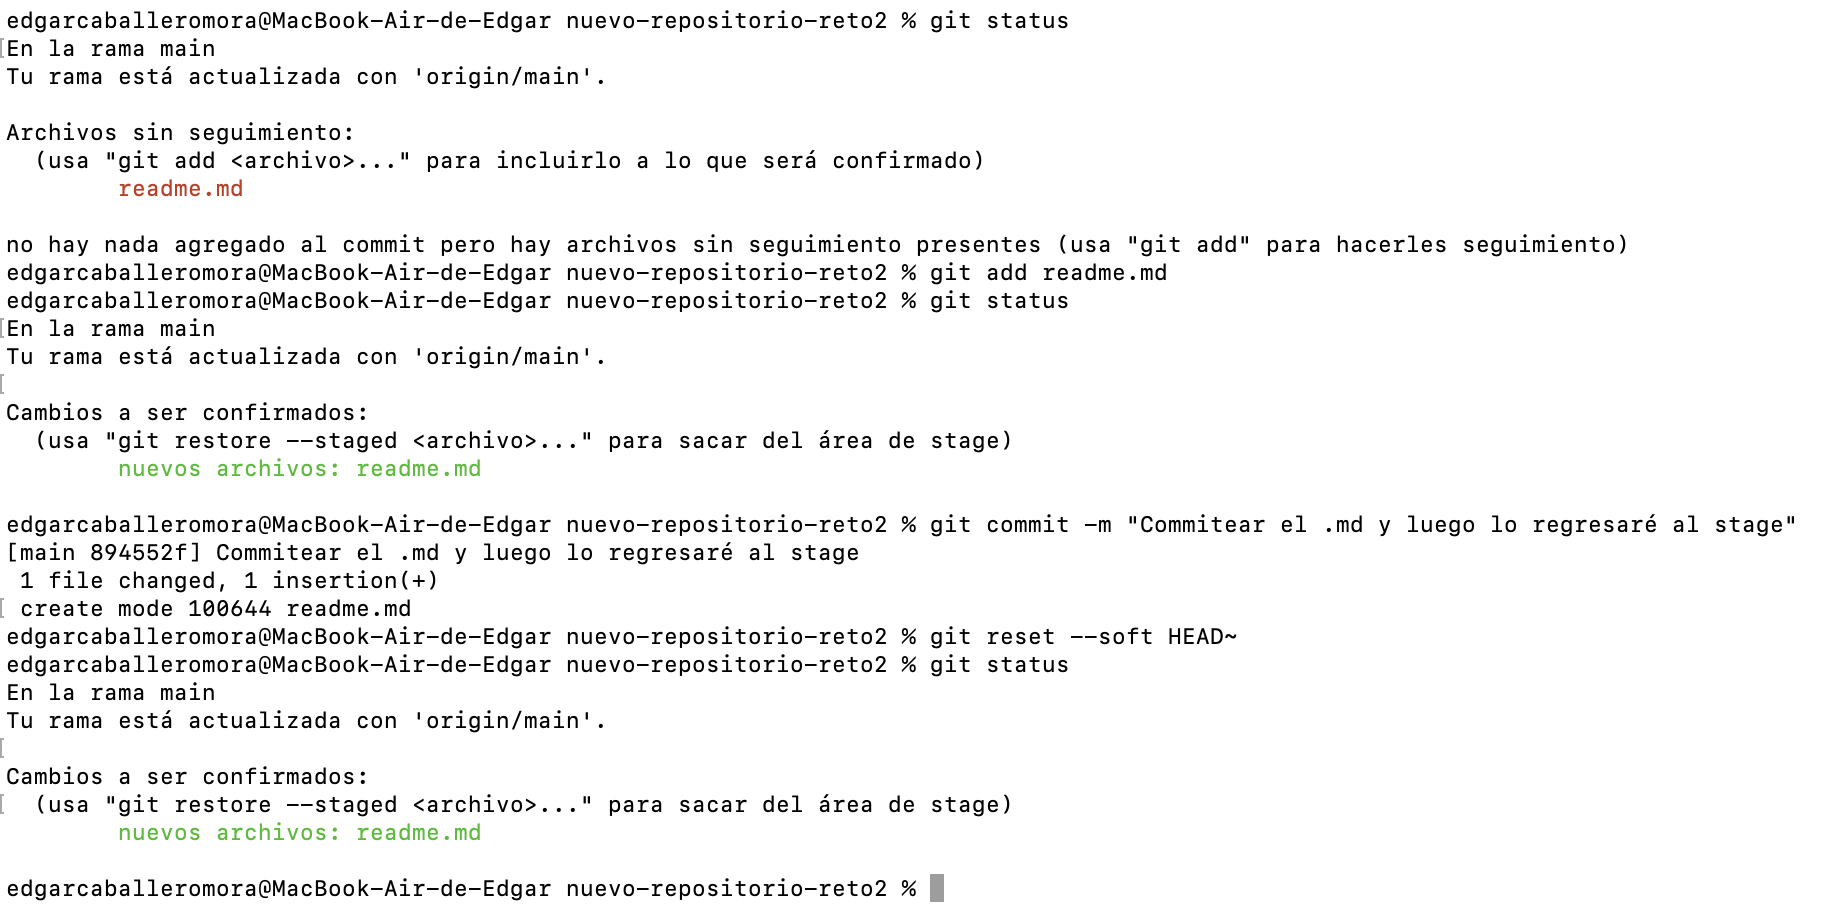 edgarcaballeromora@MacBook-Air-de-Edgar nuevo-repositorio-reto2 % git status
En la rama main
Tu rama está actualizada con 'origin/main'.

Archivos sin seguimiento:
  (usa "git add <archivo>..." para incluirlo a lo que será confirmado)
        readme.md

no hay nada agregado al commit pero hay archivos sin seguimiento presentes (usa "git add" para hacerles seguimiento)
edgarcaballeromora@MacBook-Air-de-Edgar nuevo-repositorio-reto2 % git add readme.md
edgarcaballeromora@MacBook-Air-de-Edgar nuevo-repositorio-reto2 % git status
En la rama main
Tu rama está actualizada con 'origin/main'.

Cambios a ser confirmados:
  (usa "git restore --staged <archivo>..." para sacar del área de stage)
        nuevos archivos: readme.md

edgarcaballeromora@MacBook-Air-de-Edgar nuevo-repositorio-reto2 % git commit -m "Commitear el .md y luego lo regresaré al stage"
[main 894552f] Commitear el .md y luego lo regresaré al stage
 1 file changed, 1 insertion(+)
 create mode 100644 readme.md
edgarcaballeromora@MacBook-Air-de-Edgar nuevo-repositorio-reto2 % git reset --soft HEAD~
edgarcaballeromora@MacBook-Air-de-Edgar nuevo-repositorio-reto2 % git status
En la rama main
Tu rama está actualizada con 'origin/main'.

Cambios a ser confirmados:
  (usa "git restore --staged <archivo>..." para sacar del área de stage)
        nuevos archivos: readme.md

edgarcaballeromora@MacBook-Air-de-Edgar nuevo-repositorio-reto2 %